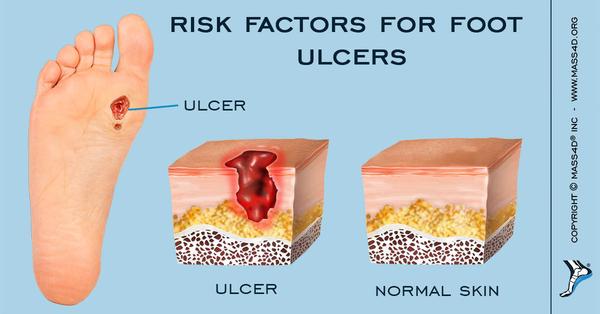 RISK FACTORS FOR FOOT
ULCERS
ULCER
ULCER
NORMAL SKIN
COPYRIGHT © MASS4D® INC - WWW.MASS4D.ORG